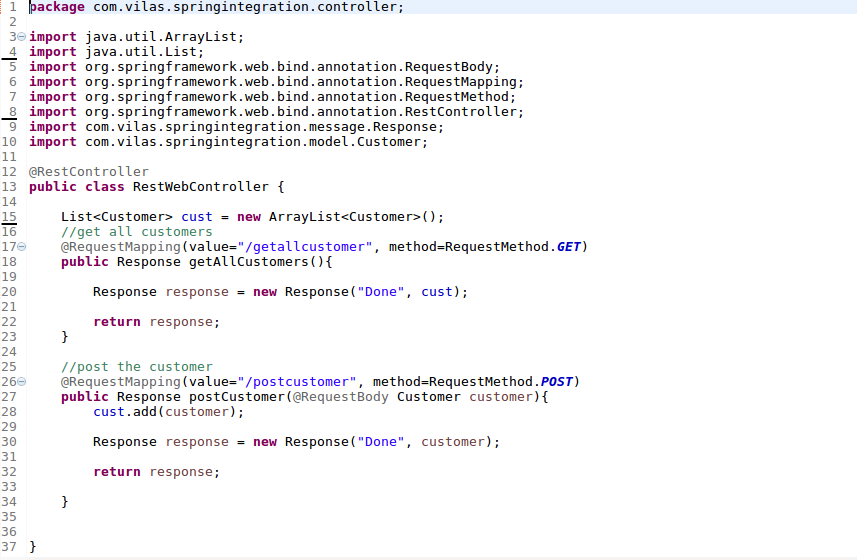 1 package com.vilas.springintegration.controller;
2
3 import java.util.ArrayList;
4 import java.util.List;
5 import org.springframework.web.bind.annotation.RequestBody;
6 import org.springframework.web.bind.annotation.RequestMapping;
7 import org.springframework.web.bind.annotation.RequestMethod;
8 import org.springframework.web.bind.annotation.RestController;
9 import com.vilas.springintegration.message.Response;
10 import com.vilas.springintegration.model.Customer;
11
12 @RestController
13 public class RestWebController {
14
15     List<Customer> cust = new ArrayList<Customer>();
16     //get all customers
17     @RequestMapping(value="/getallcustomer", method=RequestMethod.GET)
18     public Response getAllCustomers(){
19
20         Response response = new Response("Done", cust);
21
22         return response;
23     }
24
25     //post the customer
26     @RequestMapping(value="/postcustomer", method=RequestMethod.POST)
27     public Response postCustomer(@RequestBody Customer customer){
28         cust.add(customer);
29
30         Response response = new Response("Done", customer);
31
32         return response;
33
34     }
35
36
37 }